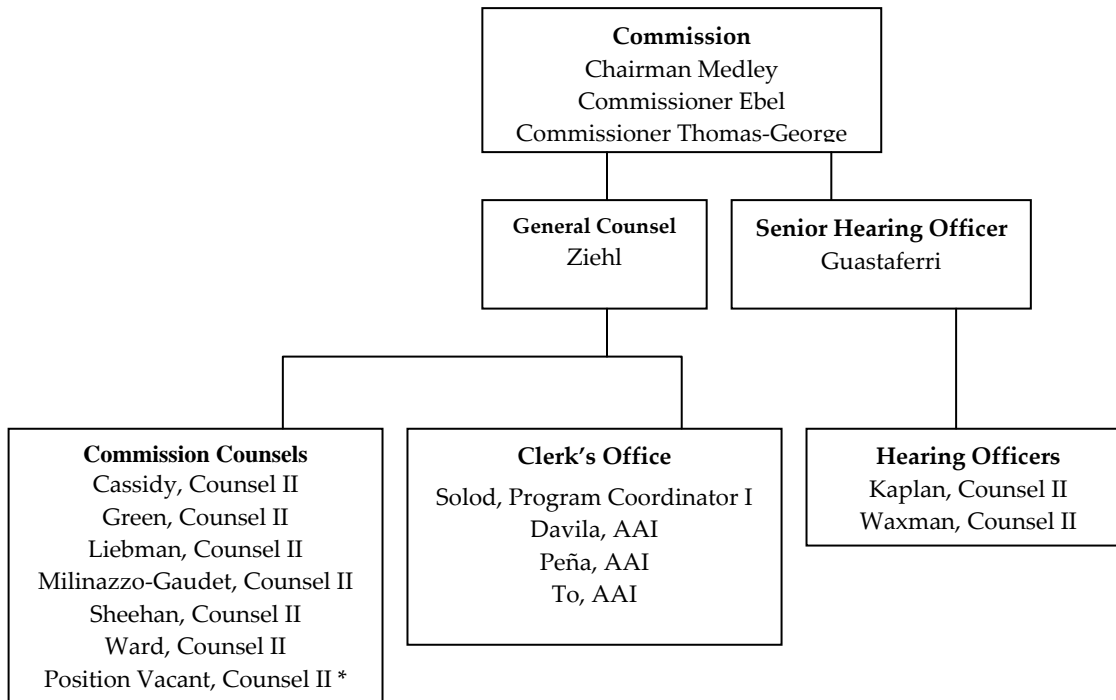 Commission
Chairman Medley
Commissioner Ebel
Commissioner Thomas-George
General Counsel
Ziehl
Senior Hearing Officer
Guastaferri
Commission Counsels
Cassidy, Counsel II
Green, Counsel II
Liebman, Counsel II
Milinazzo-Gaudet, Counsel II
Sheehan, Counsel II
Ward, Counsel II
Position Vacant, Counsel II *
Clerk’s Office
Solod, Program Coordinator I
Davila, AAI
Peña, AAI
To, AAI
Hearing Officers
Kaplan, Counsel II
Waxman, Counsel II